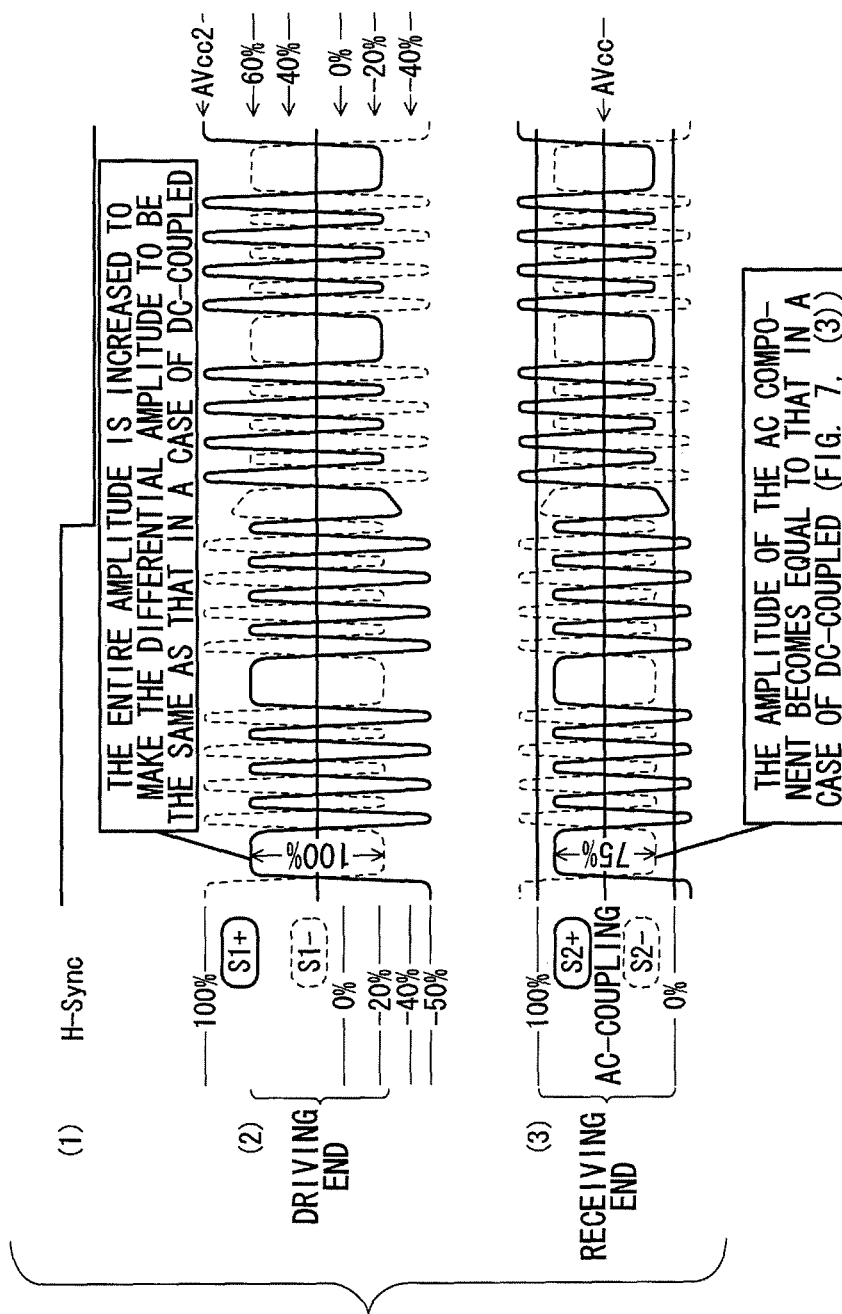 (1)
H-Sync
THE ENTIRE AMPLITUDE IS INCREASED TO
MAKE THE DIFFERENTIAL AMPLITUDE TO BE
THE SAME AS THAT IN A CASE OF DC-COUPLED
(2)
DRIVING
END
100%
S1+
S1-
0%
-20%
-40%
-50%
100%
AVcc2
60%
40%
0%
-20%
-40%
(3)
RECEIVING
END
100%
S2+
AC-COUPLING
S2-
0%
75%
AVcc
THE AMPLITUDE OF THE AC COMPO-
NENT BECOMES EQUAL TO THAT IN A
CASE OF DC-COUPLED (FIG. 7, (3))